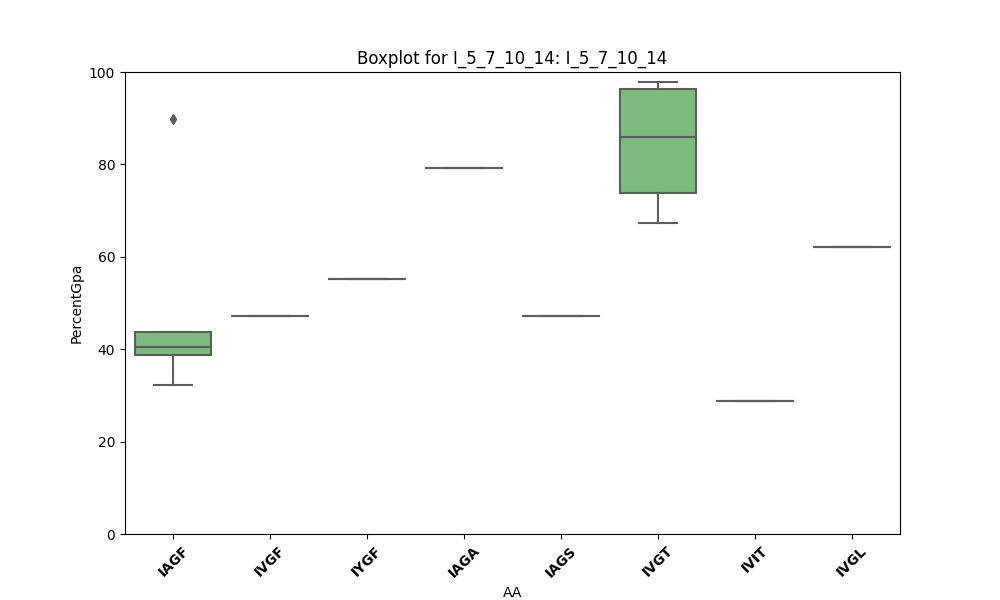 Boxplot for I_5_7_10_14: I_5_7_10_14
100
80
60
40
20
0
PercentGpa
IAGF
IVGF
IYGF
IAGA
IAGS
IVGT
IVIT
IVGL
AA